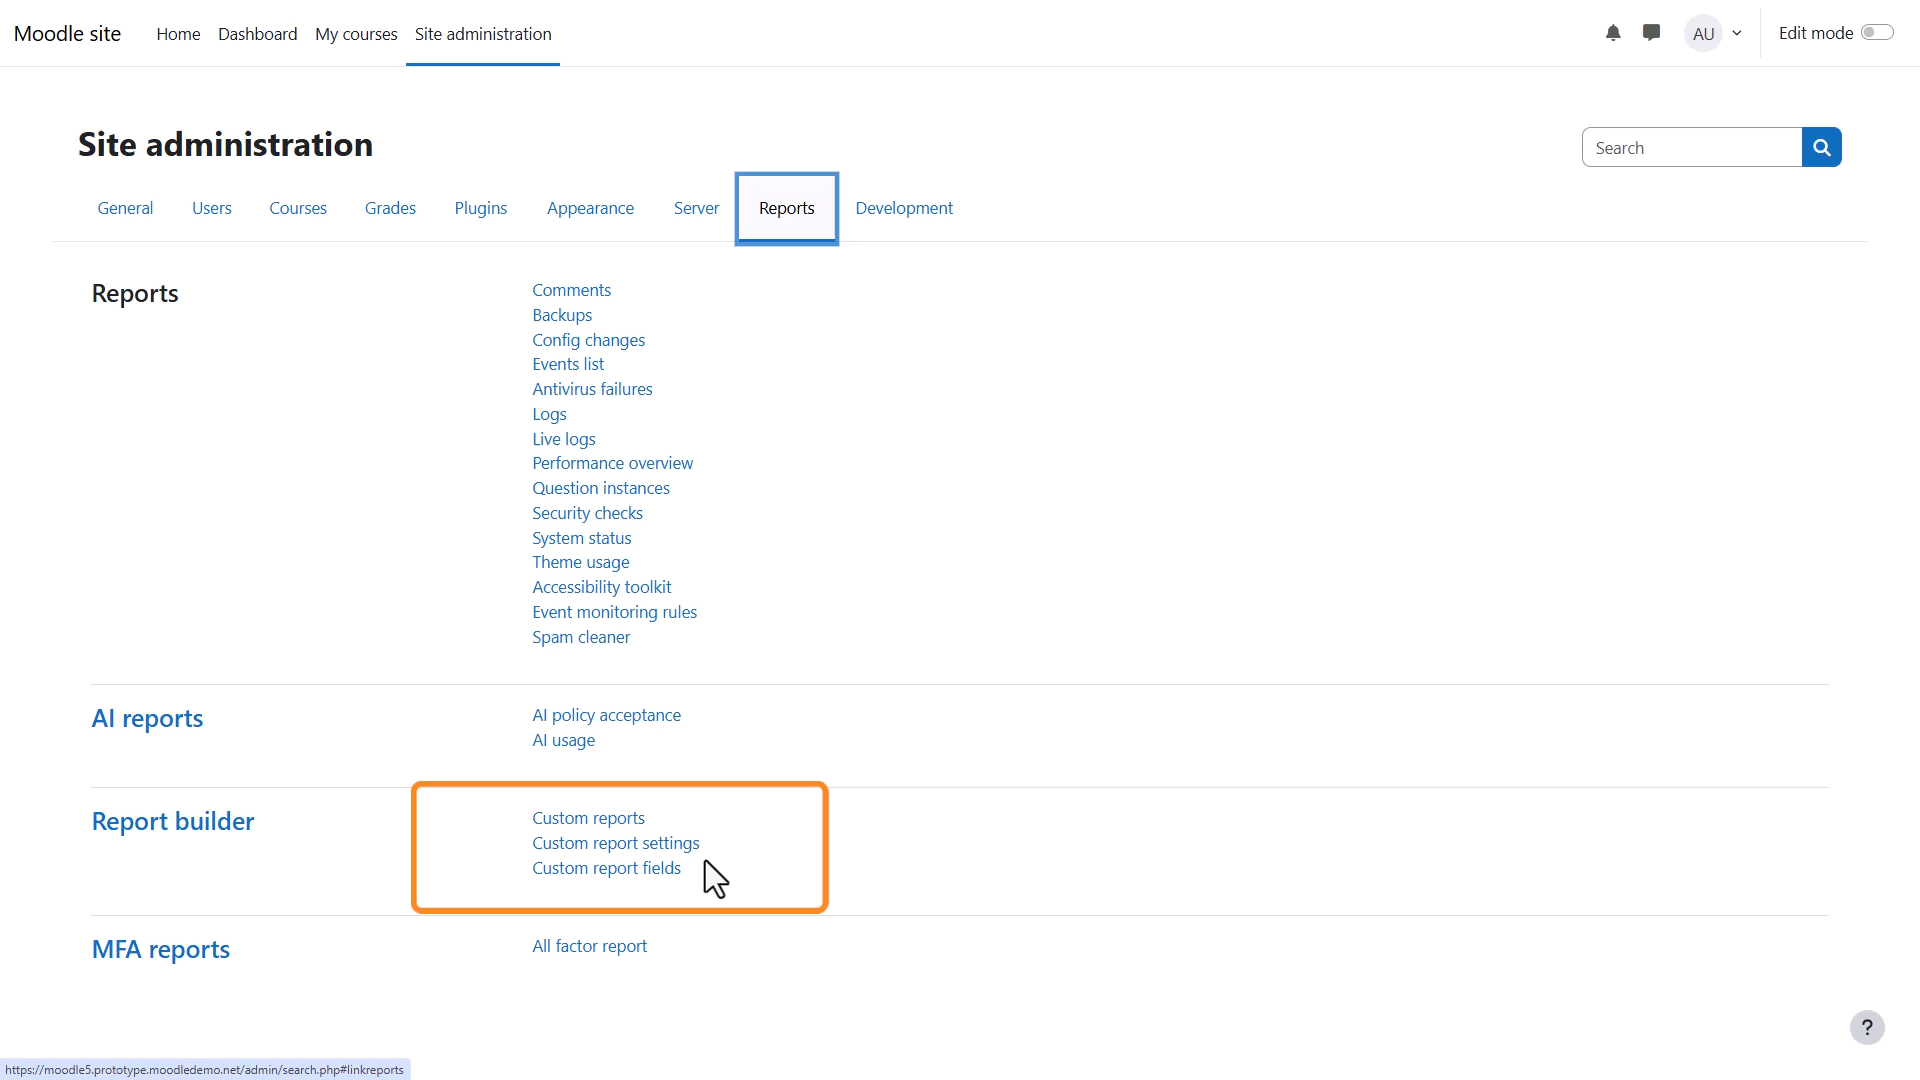 Moodle site
Home Dashboard My courses Site administration
AU
Edit mode
Site administration
Search
General Users Courses Grades Plugins Appearance Server Reports Development
Reports
Comments
Backups
Config changes
Events list
Antivirus failures
Logs
Live logs
Performance overview
Question instances
Security checks
System status
Theme usage
Accessibility toolkit
Event monitoring rules
Spam cleaner
AI reports
AI policy acceptance
AI usage
Report builder
Custom reports
Custom report settings
Custom report fields
MFA reports
All factor report
?
https://moodle5.prototype.moodledemo.net/admin/search.php#linkreports